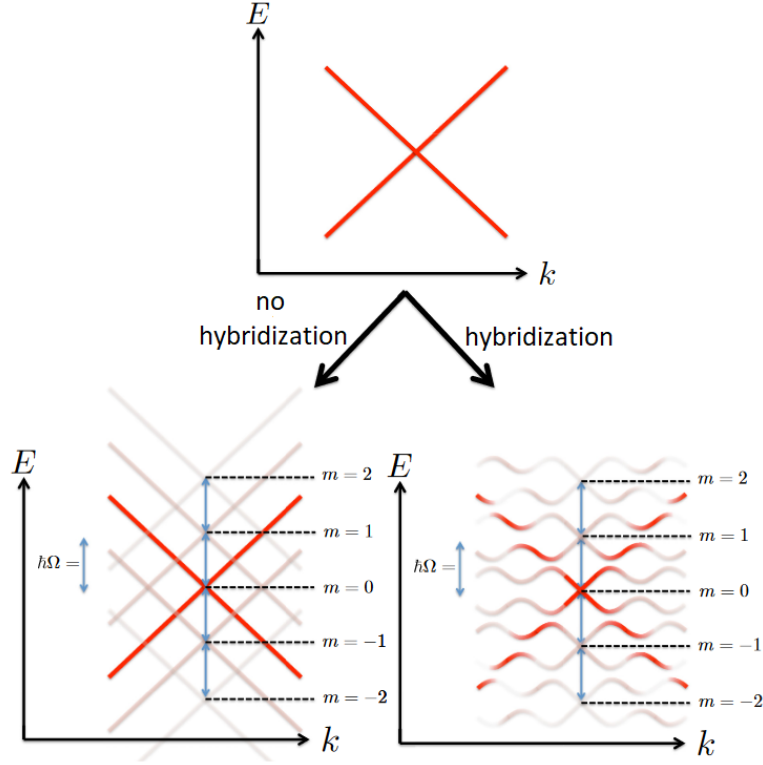 E
k
no
hybridization
hybridization
E
m = 2
m = 1
ħΩ =
m = 0
m = −1
m = −2
k
E
m = 2
m = 1
ħΩ =
m = 0
m = −1
m = −2
k